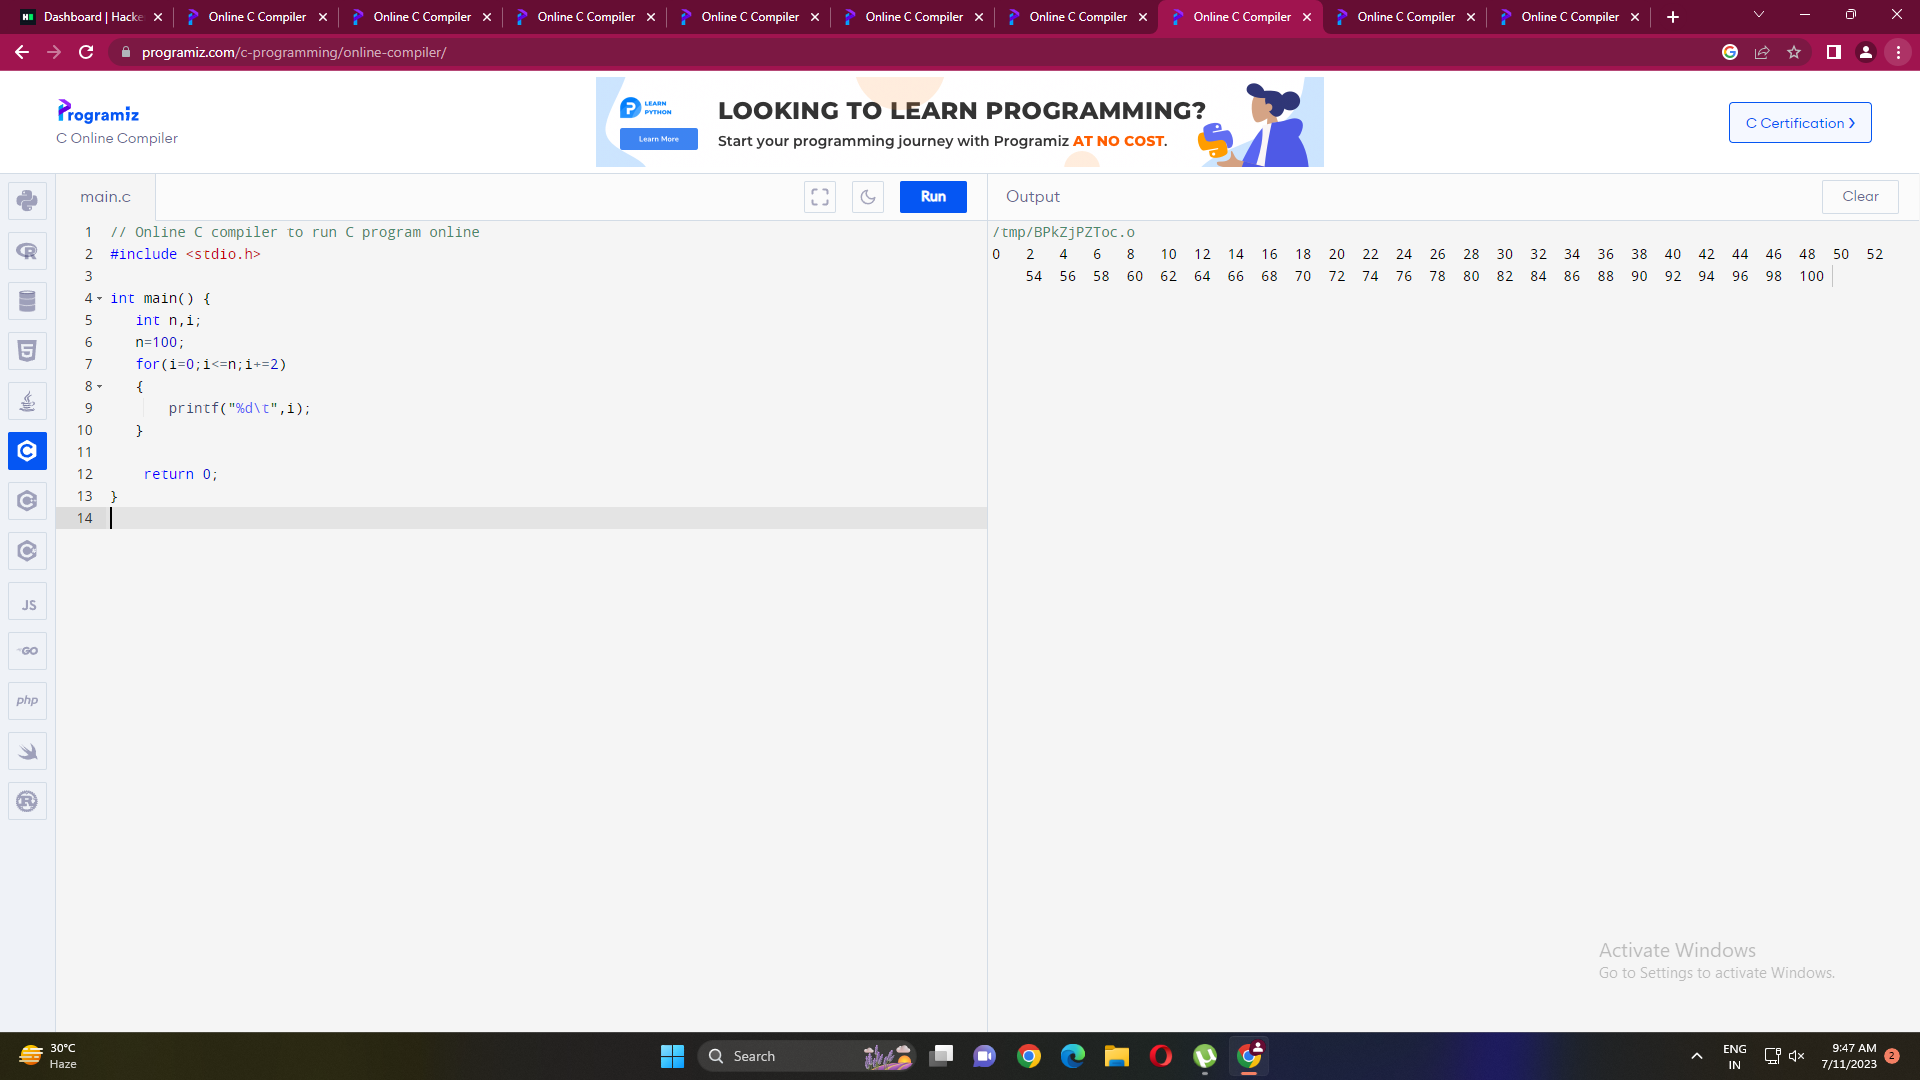 Dashboard | Hacke
Online C Compiler
Online C Compiler
Online C Compiler
Online C Compiler
Online C Compiler
Online C Compiler
Online C Compiler
Online C Compiler
Online C Compiler
programiz.com/c-programming/online-compiler/
Programiz
C Online Compiler
LEARN
PYTHON
Learn More
LOOKING TO LEARN PROGRAMMING?
Start your programming journey with Programiz AT NO COST.
C Certification >
main.c
Run
Output
Clear
1 // Online C compiler to run C program online
2 #include <stdio.h>
3
4 int main() {
5 int n,i;
6 n=100;
7 for(i=0;i<=n;i+=2)
8 {
9 printf("%d\t",i);
10 }
11
12 return 0;
13 }
14
/tmp/BPkZjPZToc.o
0 2 4 6 8 10 12 14 16 18 20 22 24 26 28 30 32 34 36 38 40 42 44 46 48 50 52
54 56 58 60 62 64 66 68 70 72 74 76 78 80 82 84 86 88 90 92 94 96 98 100
JS
GO
php
Activate Windows
Go to Settings to activate Windows.
30°C
Haze
Search
ENG
IN
9:47 AM
7/11/2023
2